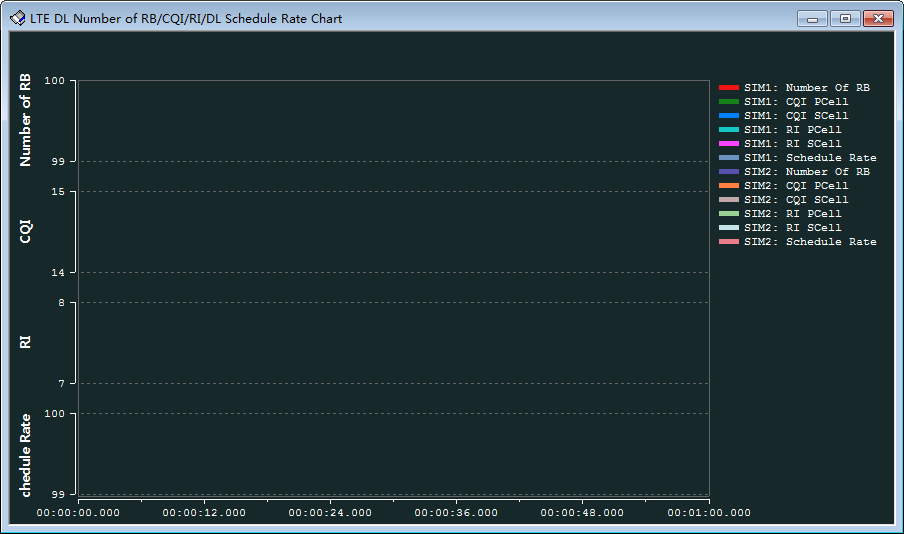 LTE DL Number of RB/CQI/RI/DL Schedule Rate Chart
Number of RB
100
99
CQI
15
14
RI
8
7
chedule Rate
100
99
00:00:00.000 00:00:12.000 00:00:24.000 00:00:36.000 00:00:48.000 00:01:00.000
SIM1: Number Of RB
SIM1: CQI PCell
SIM1: CQI SCell
SIM1: RI PCell
SIM1: RI SCell
SIM1: Schedule Rate
SIM2: Number Of RB
SIM2: CQI PCell
SIM2: CQI SCell
SIM2: RI PCell
SIM2: RI SCell
SIM2: Schedule Rate